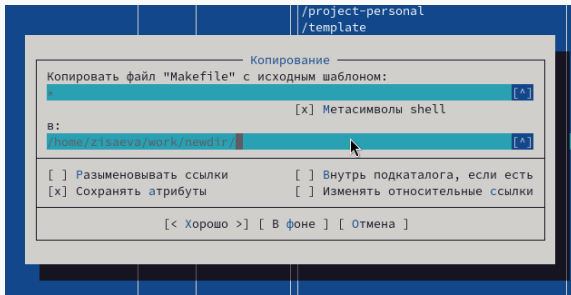 /project-personal
/template
Копирование
Копировать файл "Makefile" с исходным шаблоном:
* [^]
[x] Метасимволы shell
в:
/home/zisaeva/work/newdir/ [^]
[ ] Разыменовывать ссылки [ ] Внутрь подкаталога, если есть
[x] Сохранять атрибуты [ ] Изменять относительные ссылки
[< Хорошо >] [ В фоне ] [ Отмена ]